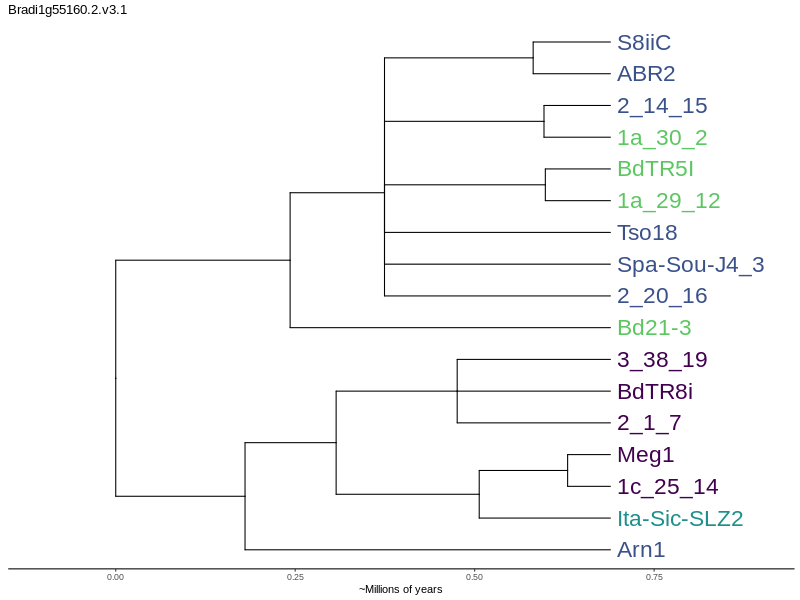 Bradi1g55160.2.v3.1
S8iiC
ABR2
2_14_15
1a_30_2
BdTR5I
1a_29_12
Tso18
Spa-Sou-J4_3
2_20_16
Bd21-3
3_38_19
BdTR8i
2_1_7
Meg1
1c_25_14
Ita-Sic-SLZ2
Arn1
0.00 0.25 0.50 0.75
~Millions of years